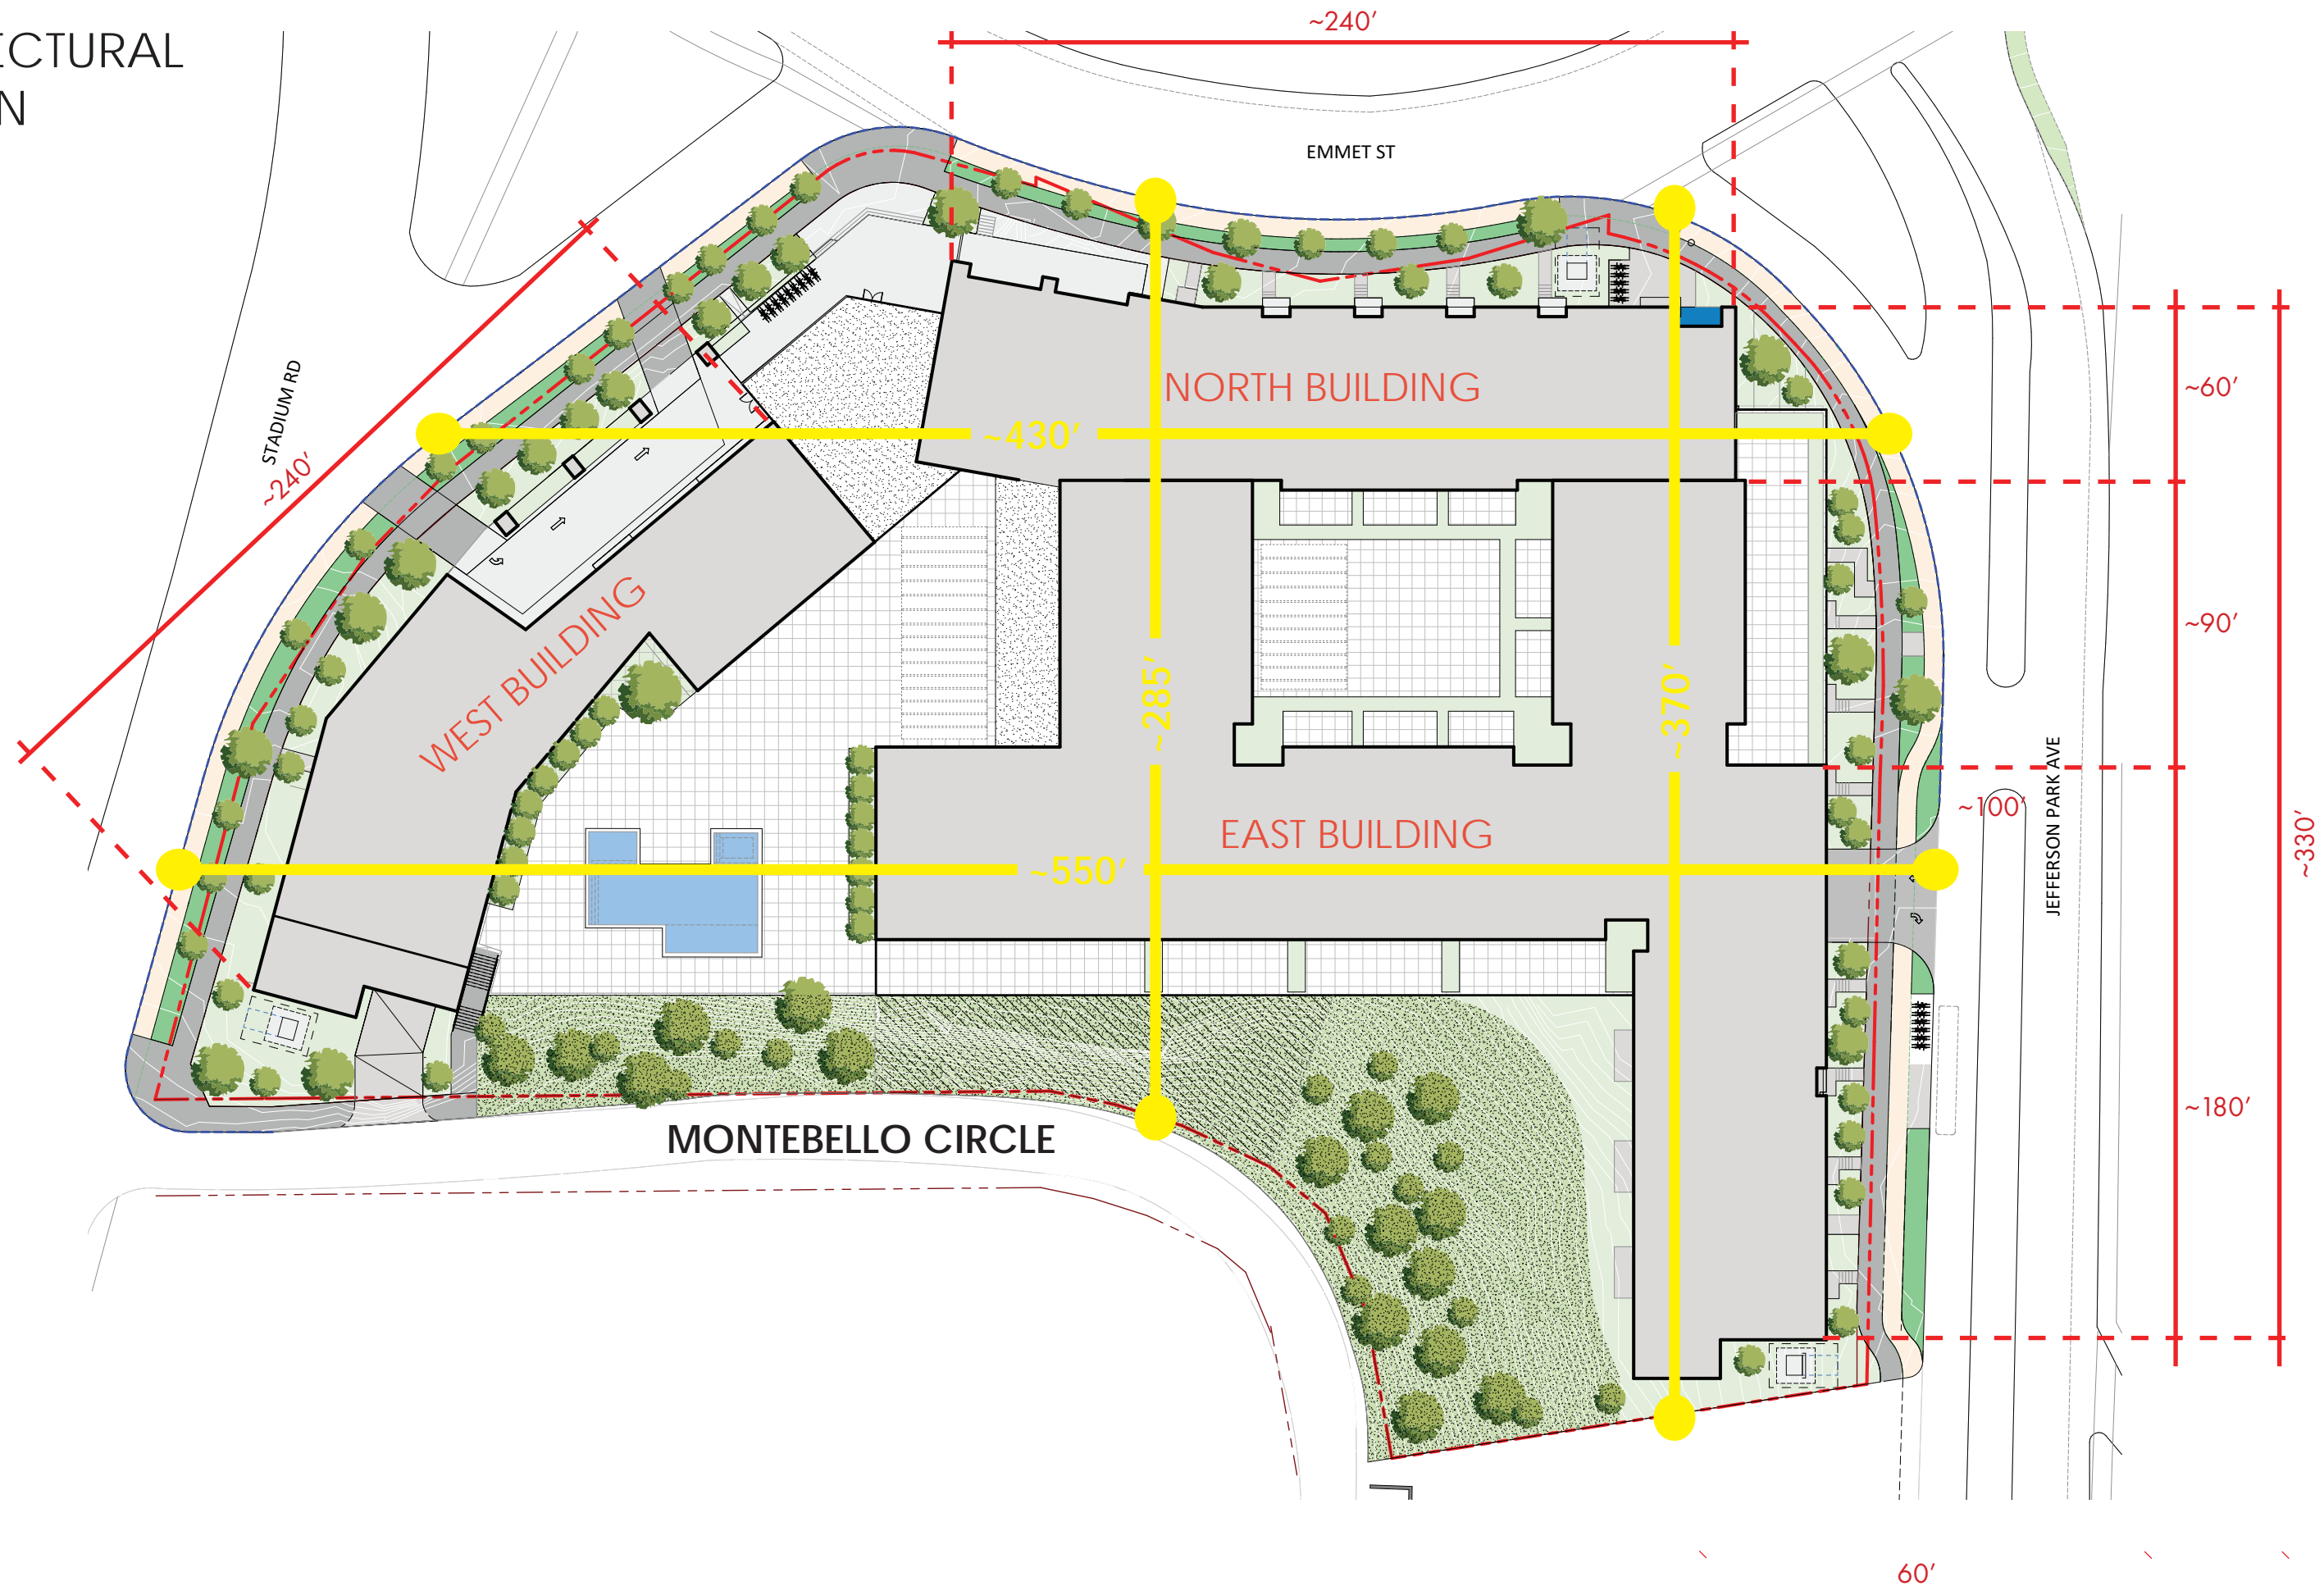 ECTURAL
N
~240'
EMMET ST
STADIUM RD
~240'
NORTH BUILDING
~430'
~60'
WEST BUILDING
~285'
~370'
~90'
EAST BUILDING
~550'
~100'
JEFFERSON PARK AVE
~330'
~180'
MONTEBELLO CIRCLE
60'